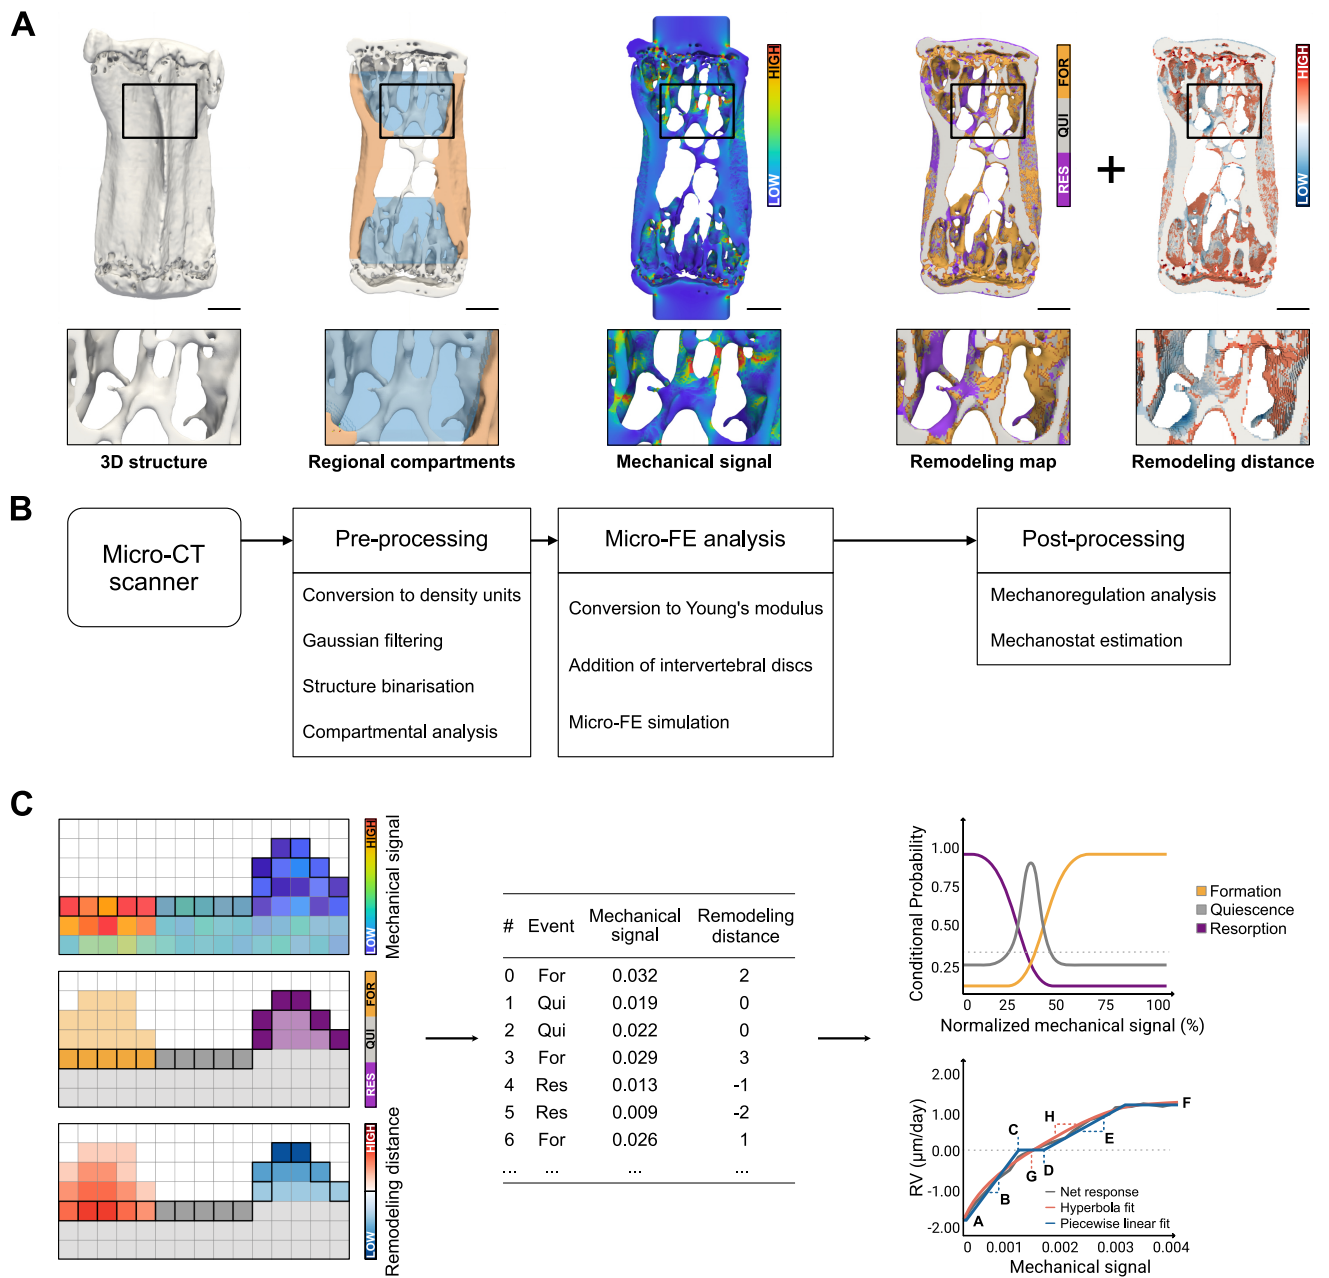 A
HIGH
LOW
FOR
QUI
RES
+
HIGH
LOW
3D structure
Regional compartments
Mechanical signal
Remodeling map
Remodeling distance
B
Micro-CT
scanner
Pre-processing
Conversion to density units
Gaussian filtering
Structure binarisation
Compartmental analysis
Micro-FE analysis
Conversion to Young's modulus
Addition of intervertebral discs
Micro-FE simulation
Post-processing
Mechanoregulation analysis
Mechanostat estimation
C
HIGH
LOW
Mechanical signal
FOR
QUI
RES
HIGH
LOW
Remodeling distance
# Event Mechanical signal Remodeling distance
0 For 0.032 2
1 Qui 0.019 0
2 Qui 0.022 0
3 For 0.029 3
4 Res 0.013 -1
5 Res 0.009 -2
6 For 0.026 1
... ... ... ...
Conditional Probability
1.00
0.75
0.50
0.25
0 25 50 75 100
Normalized mechanical signal (%)
Formation
Quiescence
Resorption
RV (μm/day)
2.00
1.00
0.00
-1.00
-2.00
A
B
C
G
D
H
E
F
Net response
Hyperbola fit
Piecewise linear fit
0 0.001 0.002 0.003 0.004
Mechanical signal